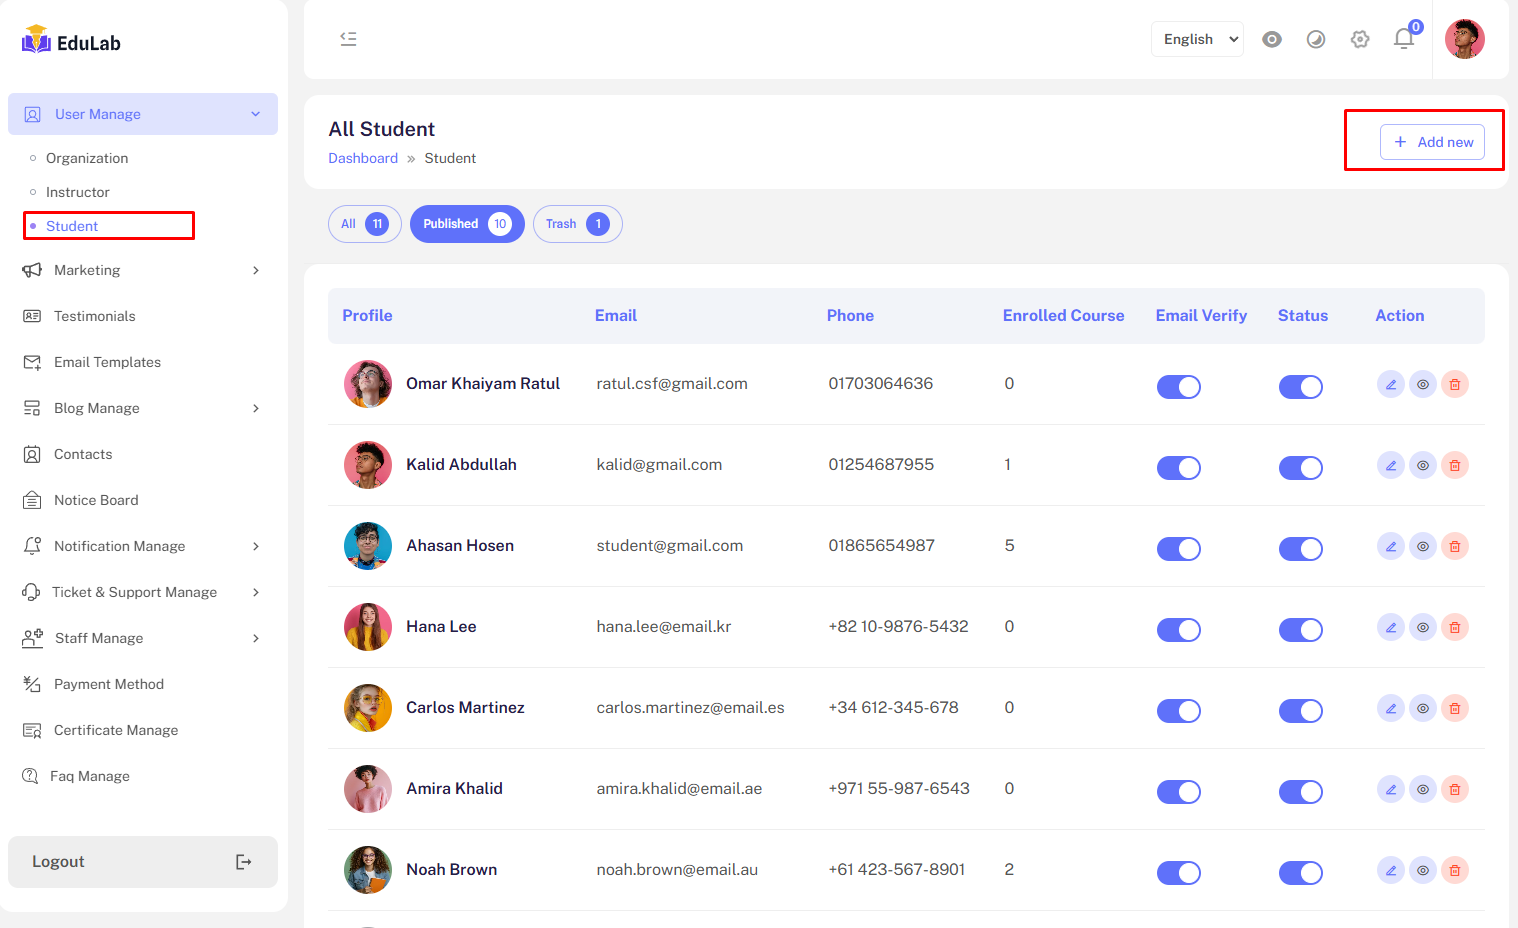 EduLab
User Manage
Organization
Instructor
Student
Marketing
Testimonials
Email Templates
Blog Manage
Contacts
Notice Board
Notification Manage
Ticket & Support Manage
Staff Manage
Payment Method
Certificate Manage
Faq Manage
Logout
English
0
All Student
Dashboard » Student
+ Add new
All 11
Published 10
Trash 1
Profile Email Phone Enrolled Course Email Verify Status Action
Omar Khaiyam Ratul ratul.csf@gmail.com 01703064636 0
Kalid Abdullah kalid@gmail.com 01254687955 1
Ahasan Hosen student@gmail.com 01865654987 5
Hana Lee hana.lee@email.kr +82 10-9876-5432 0
Carlos Martinez carlos.martinez@email.es +34 612-345-678 0
Amira Khalid amira.khalid@email.ae +971 55-987-6543 0
Noah Brown noah.brown@email.au +61 423-567-8901 2